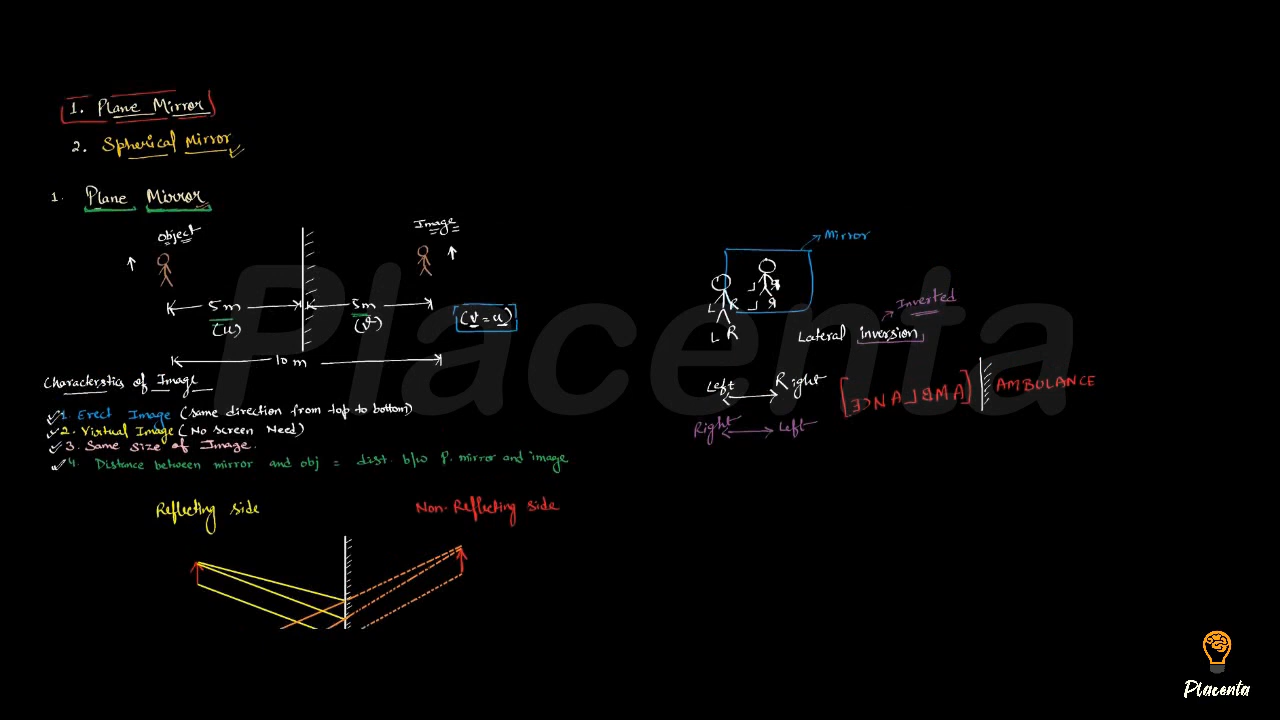 1. Plane Mirror
2. Spherical Mirror
1. Plane Mirror
Object
Image
5m
5m
(u)
(v)
(v = u)
10 m
Characterstics of Image
1. Erect Image (same direction from top to bottom)
2. Virtual Image (No screen Need)
3. Same size of Image.
4. Distance between mirror and obj = dist. b/w P. mirror and image
Reflecting side
Non-Reflecting side
Mirror
L R
L R
Inverted
Lateral inversion
Left Right
Right Left
AMBULANCE
AMBULANCE
Placenta
Placenta